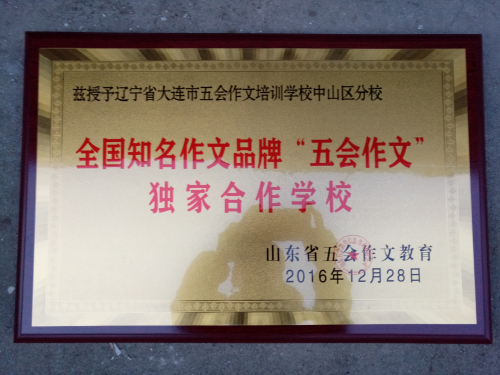 兹授予辽宁省大连市五会作文培训学校中山区分校
全国知名作文品牌“五会作文”
独家合作学校
山东省五会作文教育
2016年12月28日